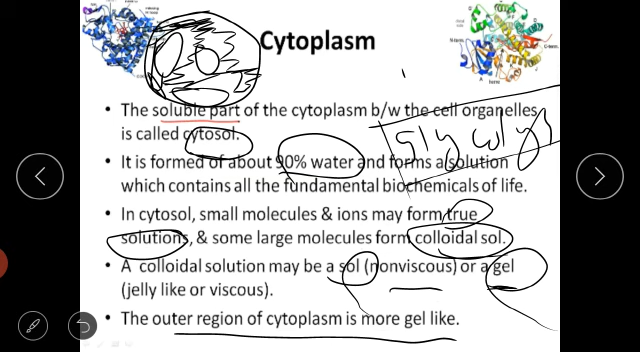 Cytoplasm
• The soluble part of the cytoplasm b/w the cell organelles
is called cytosol.
• It is formed of about 90% water and forms a solution
which contains all the fundamental biochemicals of life.
• In cytosol, small molecules & ions may form true
solutions, & some large molecules form colloidal sol.
• A colloidal solution may be a sol (nonviscous) or a gel
(jelly like or viscous).
• The outer region of cytoplasm is more gel like.